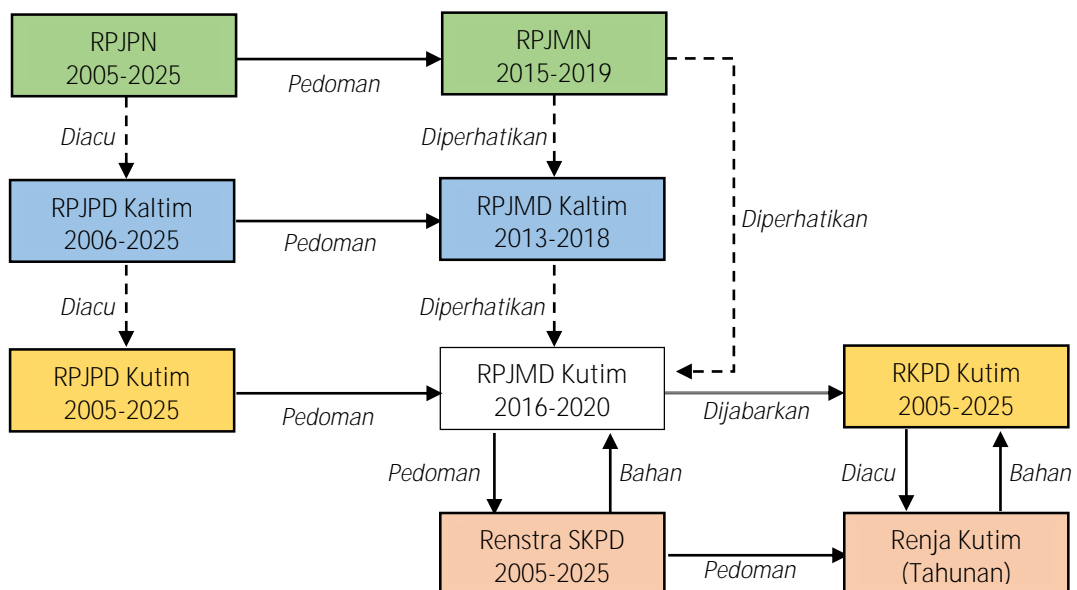 RPJPN
2005-2025
Pedoman
RPJMN
2015-2019
Diacu
Diperhatikan
Diperhatikan
RPJPD Kaltim
2006-2025
Pedoman
RPJMD Kaltim
2013-2018
Diacu
Diperhatikan
RPJPD Kutim
2005-2025
Pedoman
RPJMD Kutim
2016-2020
Dijabarkan
RKPD Kutim
2005-2025
Pedoman
Bahan
Diacu
Bahan
Renstra SKPD
2005-2025
Pedoman
Renja Kutim
(Tahunan)